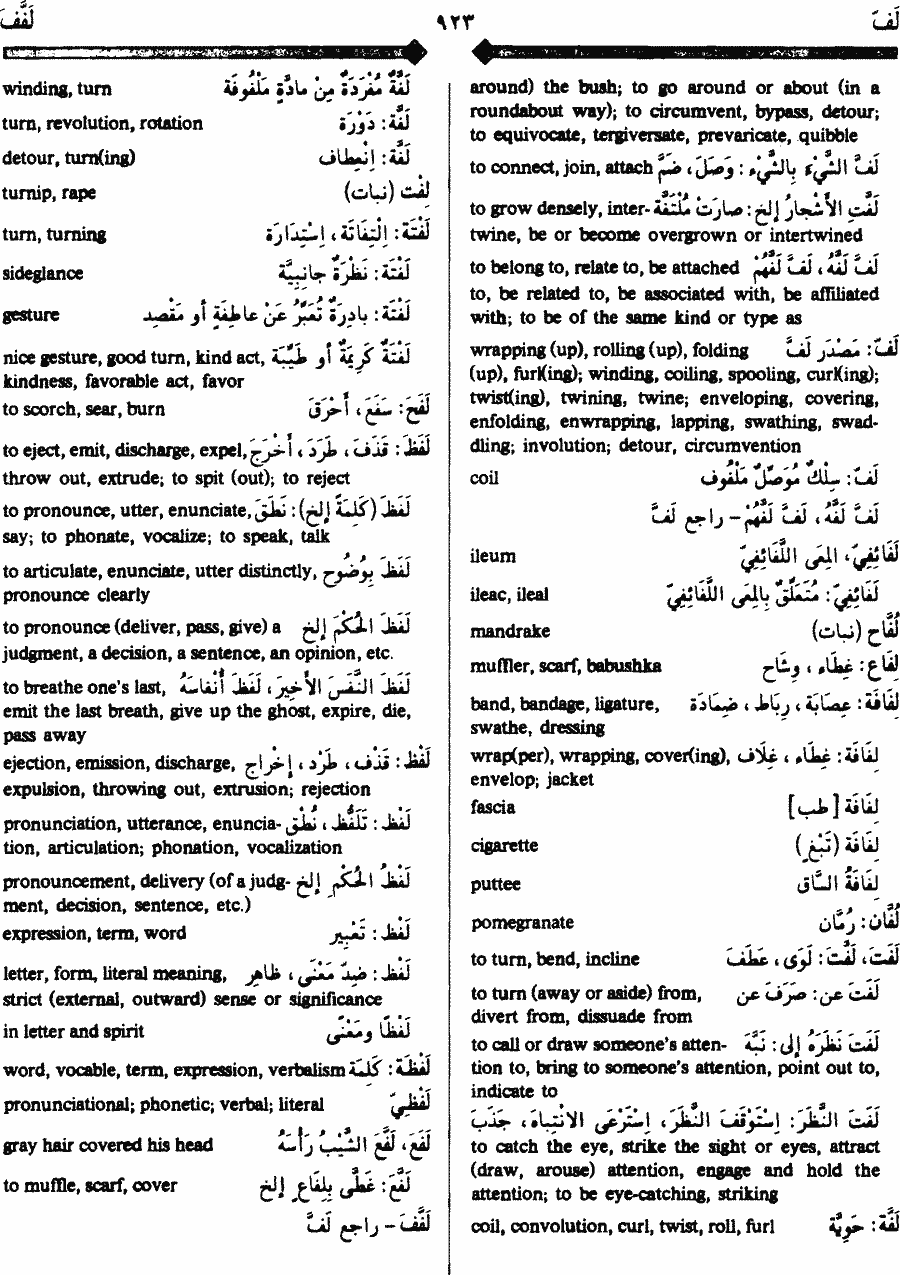 لَفَّفَ ٩٢٣ لَفَّ
around) the bush; to go around or about (in a
roundabout way); to circumvent, bypass, detour;
to equivocate, tergiversate, prevaricate, quibble
to connect, join, attach لَفَّ الشَّيْءَ بِالشَّيْء : وَصَلَ، ضَمَّ
to grow densely, inter- لَفَّتِ الأَشْجارُ إلخ : صارَتْ مُلْتَفَّة
twine, be or become overgrown or intertwined
to belong to, relate to, be attached لَفَّ لَفَّهُ، لَفَّ لَفَّهُمْ
to, be related to, be associated with, be affiliated
with; to be of the same kind or type as
wrapping (up), rolling (up), folding لَفّ: مَصْدَر لَفَّ
(up), furl(ing); winding, coiling, spooling, curl(ing);
twist(ing), twining, twine; enveloping, covering,
enfolding, enwrapping, lapping, swathing, swad-
dling; involution; detour, circumvention
coil لَفّ: سِلْكٌ مُوَصِّلٌ مَلْفُوف
لَفَّ لَفَّهُ، لَفَّ لَفَّهُمْ - راجع لَفَّ
ileum لَفَائِفِيّ، المِعَى اللَّفَائِفِيّ
ileac, ileal لَفَائِفِيّ: مُتَعَلِّقٌ بِالمِعَى اللَّفَائِفِيّ
mandrake لُفَّاح (نبات)
muffler, scarf, babushka لِفَاع: غِطَاء، وِشَاح
band, bandage, ligature, لِفَافَة: عِصَابَة، رِبَاط، ضِمَادَة
swathe, dressing
wrap(per), wrapping, cover(ing), لِفَافَة: غِطَاء، غِلَاف
envelop; jacket
fascia لِفَافَة [طب]
cigarette لِفَافَة (تَبْغ)
puttee لِفَافَةُ السَّاق
pomegranate لُفَّان: رُمَّان
to turn, bend, incline لَفَتَ، لَفَّتَ: لَوَى، عَطَفَ
to turn (away or aside) from, لَفَتَ عن: صَرَفَ عن
divert from, dissuade from
to call or draw someone's atten- لَفَتَ نَظَرَهُ إلى: نَبَّهَ
tion to, bring to someone's attention, point out to,
indicate to
لَفَتَ النَّظَرَ: اِسْتَوْقَفَ النَّظَرَ، اِسْتَرْعَى الانْتِباهَ، جَذَبَ
to catch the eye, strike the sight or eyes, attract
(draw, arouse) attention, engage and hold the
attention; to be eye-catching, striking
coil, convolution, curl, twist, roll, furl لَفَّة: حَوِيَّة
winding, turn لَفَّةٌ مُفْرَدَةٌ مِنْ مادَّةٍ مَلْفُوفَة
turn, revolution, rotation لَفَّة: دَوْرَة
detour, turn(ing) لَفَّة: اِنْعِطاف
turnip, rape لِفْت (نبات)
turn, turning لَفْتَة: اِلْتِفَاتَة، اِسْتِدَارَة
sideglance لَفْتَة: نَظْرَةٌ جانِبِيَّة
gesture لَفْتَة: بادِرَةٌ تُعَبِّرُ عَنْ عاطِفَةٍ أو مَقْصِد
nice gesture, good turn, kind act, لَفْتَةٌ كَرِيمَةٌ أو طَيِّبَة
kindness, favorable act, favor
to scorch, sear, burn لَفَحَ: سَفَعَ، أَحْرَقَ
to eject, emit, discharge, expel, لَفَظَ: قَذَفَ، طَرَدَ، أَخْرَجَ
throw out, extrude; to spit (out); to reject
to pronounce, utter, enunciate, لَفَظَ (كَلِمَةً إلخ): نَطَقَ
say; to phonate, vocalize; to speak, talk
to articulate, enunciate, utter distinctly, لَفَظَ بِوُضُوح
pronounce clearly
to pronounce (deliver, pass, give) a لَفَظَ الحُكْمَ إلخ
judgment, a decision, a sentence, an opinion, etc.
to breathe one's last, لَفَظَ النَّفَسَ الأخِيرَ، لَفَظَ أَنْفَاسَهُ
emit the last breath, give up the ghost, expire, die,
pass away
ejection, emission, discharge, لَفْظ: قَذْف، طَرْد، إخْراج
expulsion, throwing out, extrusion; rejection
pronunciation, utterance, enuncia- لَفْظ: تَلَفُّظ، نُطْق
tion, articulation; phonation, vocalization
pronouncement, delivery (of a judg- لَفْظُ الحُكْمِ إلخ
ment, decision, sentence, etc.)
expression, term, word لَفْظ: تَعْبِير
letter, form, literal meaning, لَفْظ: ضِدّ مَعْنًى، ظاهِر
strict (external, outward) sense or significance
in letter and spirit لَفْظًا ومَعْنًى
word, vocable, term, expression, verbalism لَفْظَة: كَلِمَة
pronunciational; phonetic; verbal; literal لَفْظِيّ
gray hair covered his head لَفَعَ، لَفَّعَ الشَّيْبُ رَأْسَهُ
to muffle, scarf, cover لَفَّعَ: غَطَّى بِلِفَاعٍ إلخ
لَفَّفَ - راجع لَفَّ